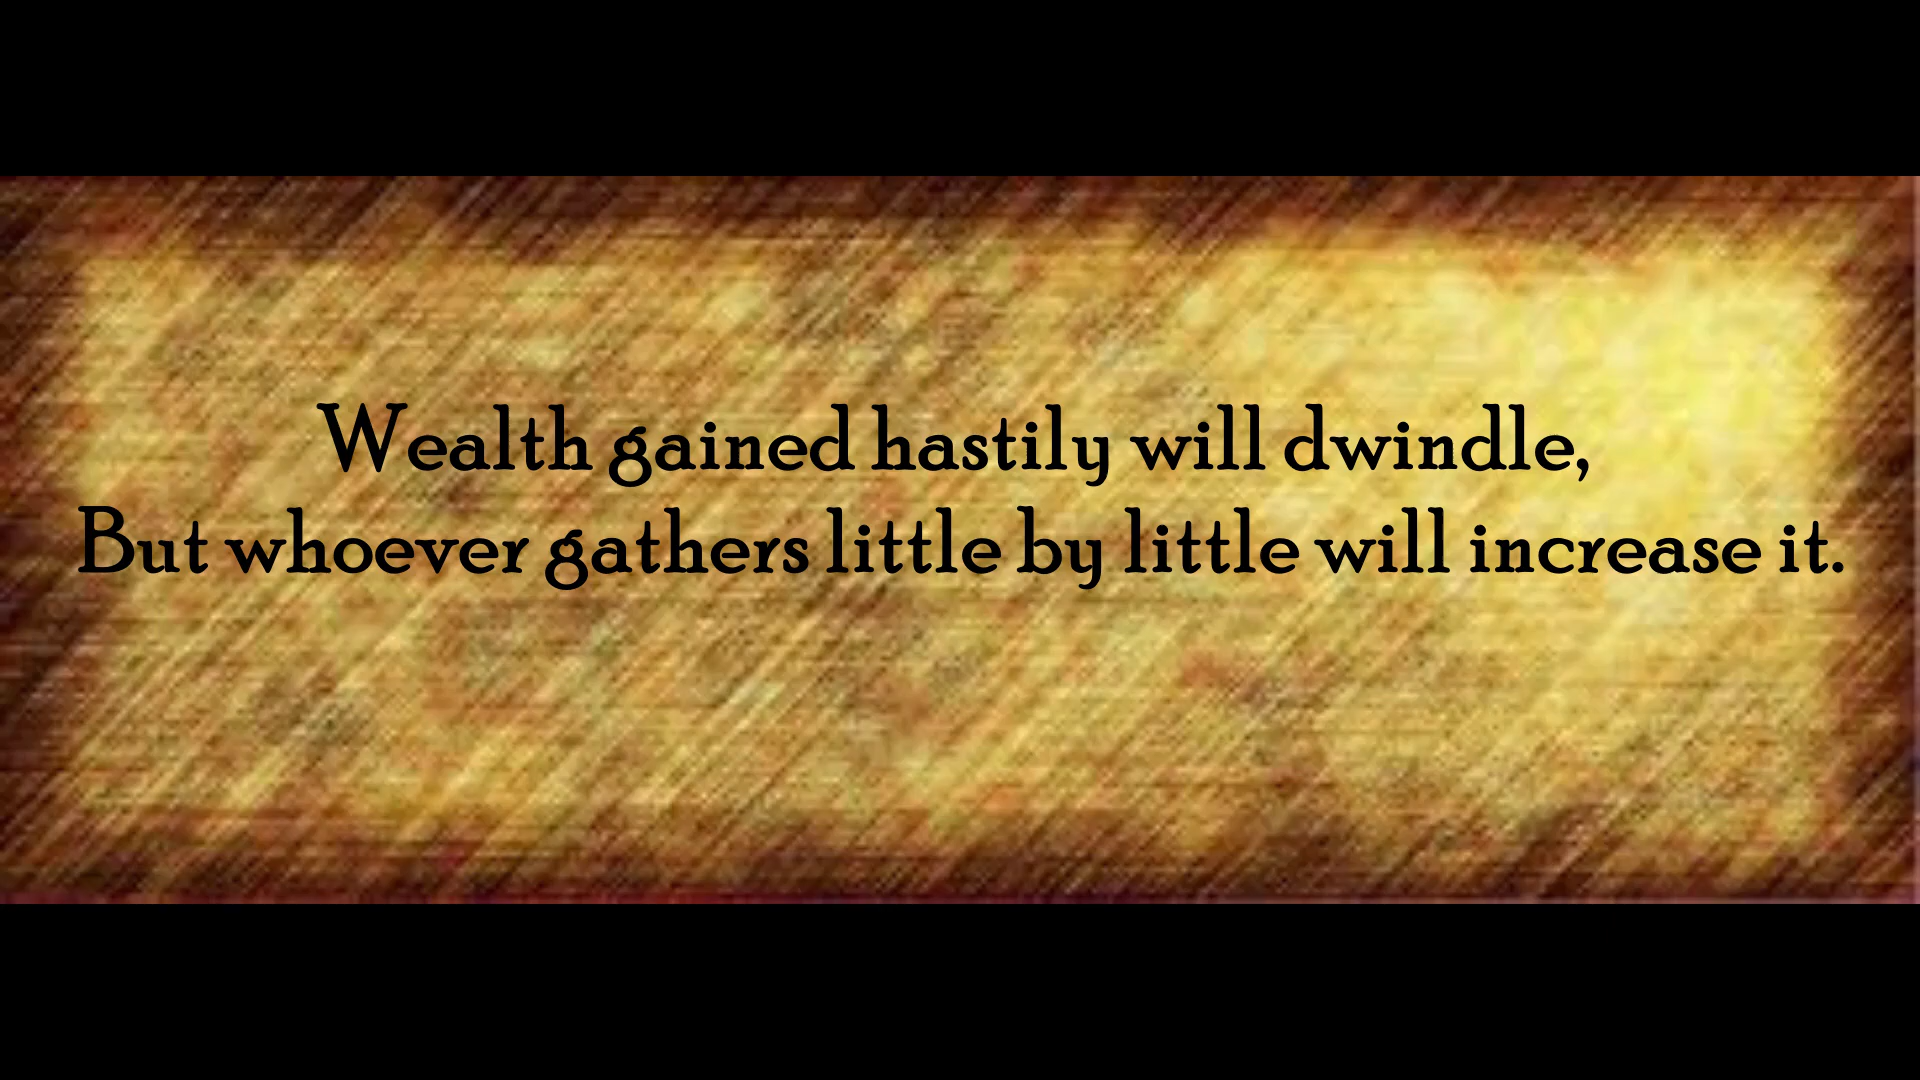 Wealth gained hastily will dwindle,
But whoever gathers little by little will increase it.